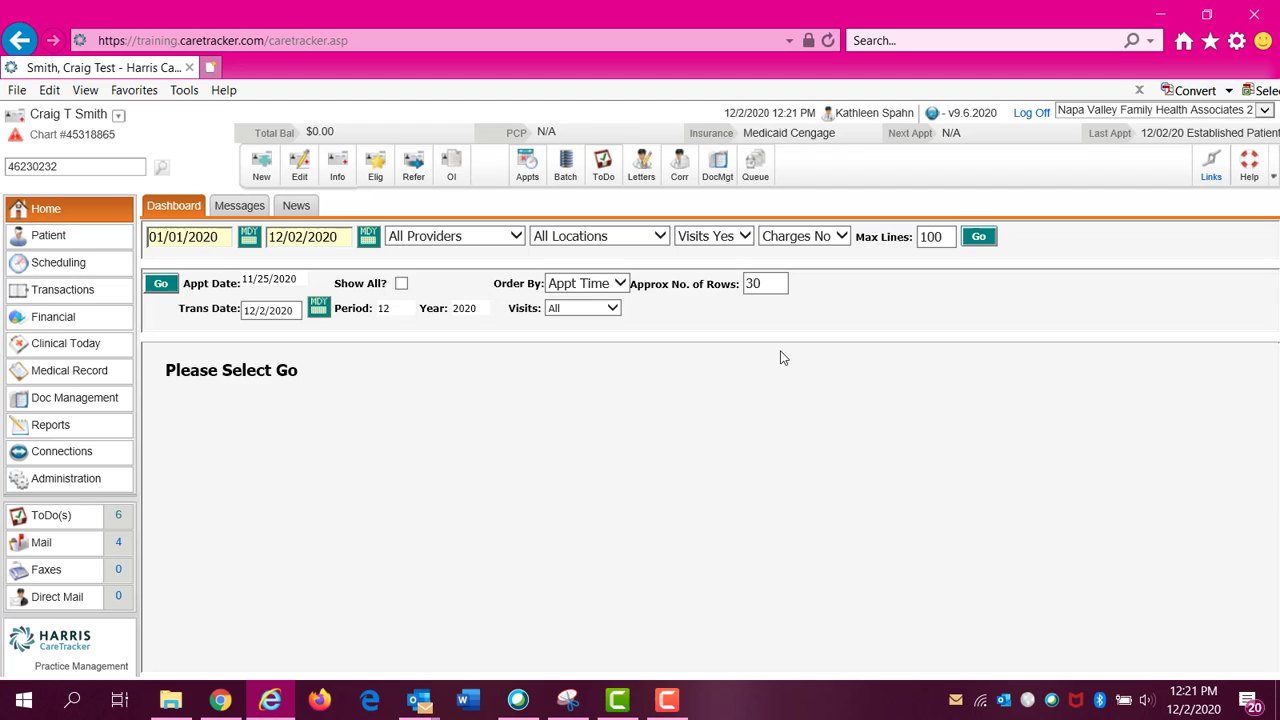 https://training.caretracker.com/caretracker.asp
Search...
Smith, Craig Test - Harris Ca...
File Edit View Favorites Tools Help
Convert
Craig T Smith
12/2/2020 12:21 PM Kathleen Spahn - v9.6.2020 Log Off Napa Valley Family Health Associates 2
Chart #45318865
Total Bal $0.00 PCP N/A Insurance Medicaid Cengage Next Appt N/A Last Appt 12/02/20 Established Patien
46230232
New Edit Info Elig Refer OI Appts Batch ToDo Letters Corr DocMgt Queue Links Help
Home
Patient
Scheduling
Transactions
Financial
Clinical Today
Medical Record
Doc Management
Reports
Connections
Administration
ToDo(s) 6
Mail 4
Faxes 0
Direct Mail 0
HARRIS
CareTracker
Practice Management
Dashboard Messages News
01/01/2020 MDY 12/02/2020 MDY All Providers All Locations Visits Yes Charges No Max Lines: 100 Go
Go Appt Date: 11/25/2020 Show All? Order By: Appt Time Approx No. of Rows: 30
Trans Date: 12/2/2020 MDY Period: 12 Year: 2020 Visits: All
Please Select Go
12:21 PM
12/2/2020
20